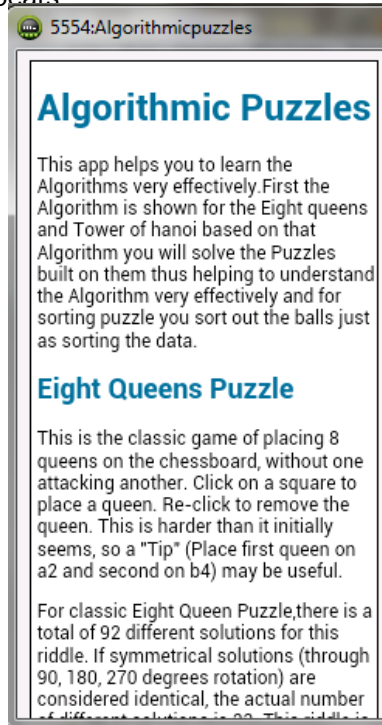 5554:Algorithmicpuzzles
Algorithmic Puzzles
This app helps you to learn the
Algorithms very effectively.First the
Algorithm is shown for the Eight queens
and Tower of hanoi based on that
Algorithm you will solve the Puzzles
built on them thus helping to understand
the Algorithm very effectively and for
sorting puzzle you sort out the balls just
as sorting the data.
Eight Queens Puzzle
This is the classic game of placing 8
queens on the chessboard, without one
attacking another. Click on a square to
place a queen. Re-click to remove the
queen. This is harder than it initially
seems, so a "Tip" (Place first queen on
a2 and second on b4) may be useful.
For classic Eight Queen Puzzle,there is a
total of 92 different solutions for this
riddle. If symmetrical solutions (through
90, 180, 270 degrees rotation) are
considered identical, the actual number
of different solutions is This riddle is